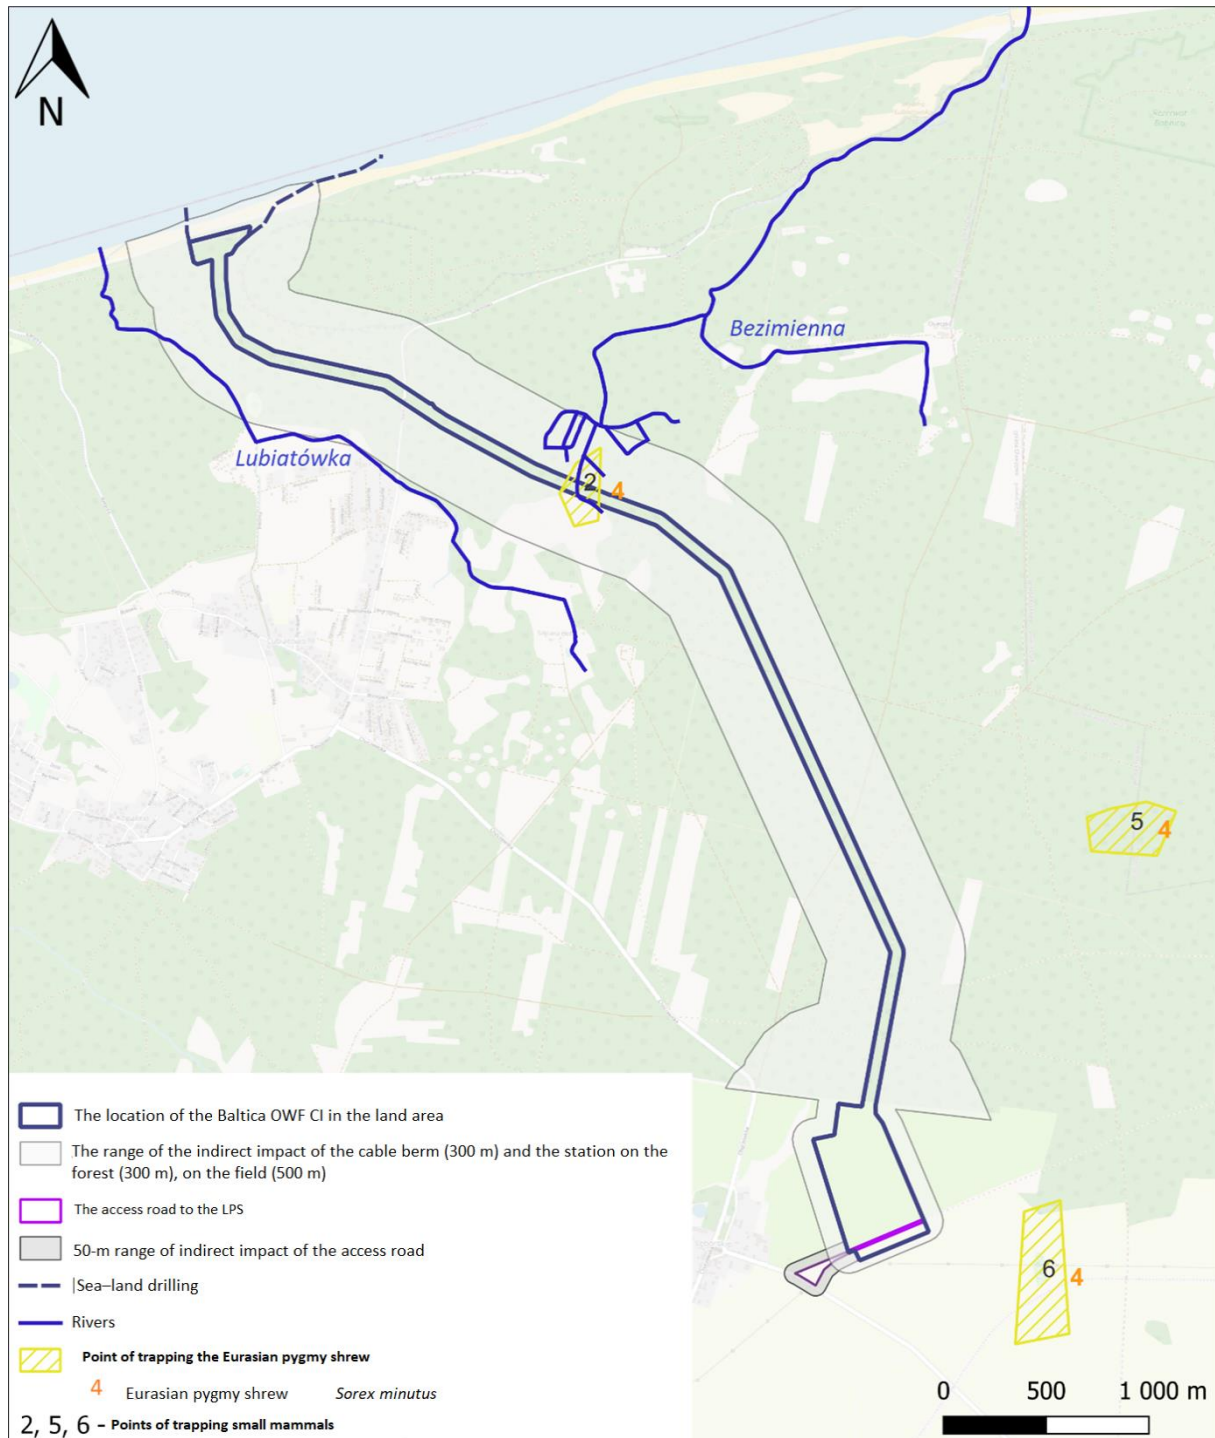 N
Bezimienna
Lubiatówka
2
4
5
4
6
4
The location of the Baltica OWF CI in the land area
The range of the indirect impact of the cable berm (300 m) and the station on the
forest (300 m), on the field (500 m)
The access road to the LPS
50-m range of indirect impact of the access road
|Sea–land drilling
Rivers
Point of trapping the Eurasian pygmy shrew
4 Eurasian pygmy shrew Sorex minutus
2, 5, 6 - Points of trapping small mammals
0 500 1 000 m